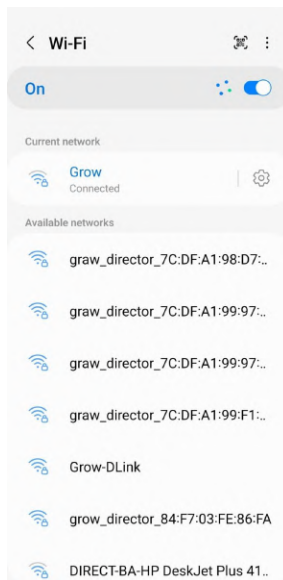 Wi-Fi
On
Current network
Grow
Connected
Available networks
graw_director_7C:DF:A1:98:D7:..
graw_director_7C:DF:A1:99:97:..
graw_director_7C:DF:A1:99:97:..
graw_director_7C:DF:A1:99:F1:..
Grow-DLink
grow_director_84:F7:03:FE:86:FA
DIRECT-BA-HP DeskJet Plus 41..